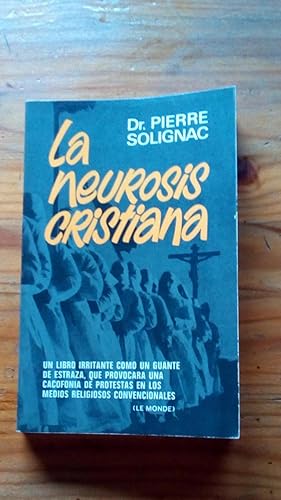 Dr. PIERRE
SOLIGNAC
La
neurosis
cristiana
UN LIBRO IRRITANTE COMO UN GUANTE
DE ESTRAZA, QUE PROVOCARA UNA
CACOFONIA DE PROTESTAS EN LOS
MEDIOS RELIGIOSOS CONVENCIONALES
(LE MONDE)